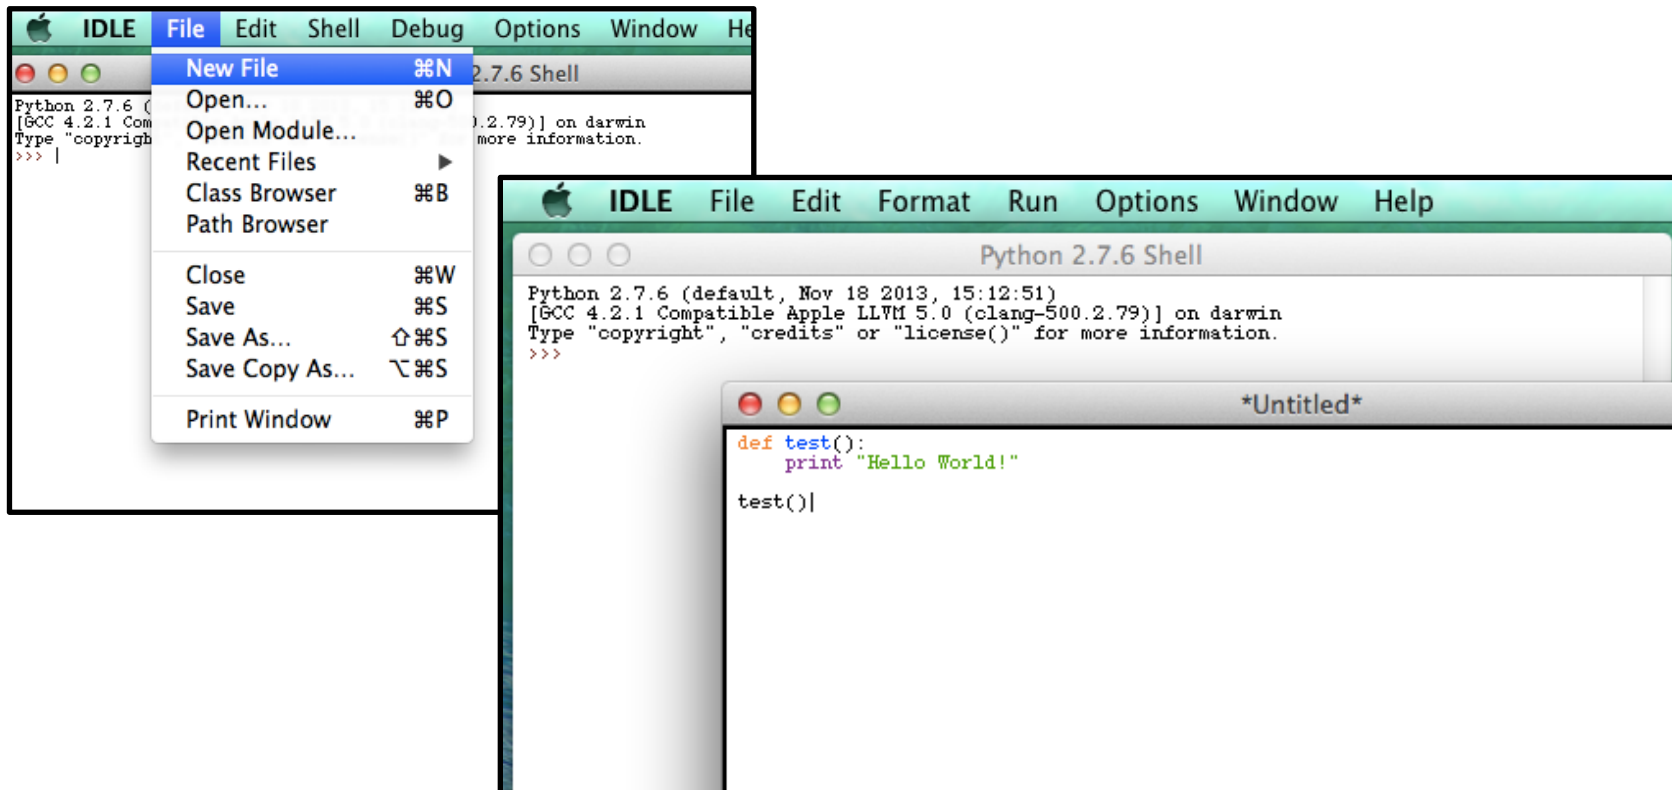 IDLE File Edit Shell Debug Options Window He
2.7.6 Shell
Python 2.7.6 (
[GCC 4.2.1 Com .2.79)] on darwin
Type "copyrigh more information.
>>>
New File ⌘N
Open... ⌘O
Open Module...
Recent Files ▶
Class Browser ⌘B
Path Browser
Close ⌘W
Save ⌘S
Save As... ⇧⌘S
Save Copy As... ⌥⌘S
Print Window ⌘P
IDLE File Edit Format Run Options Window Help
Python 2.7.6 Shell
Python 2.7.6 (default, Nov 18 2013, 15:12:51)
[GCC 4.2.1 Compatible Apple LLVM 5.0 (clang-500.2.79)] on darwin
Type "copyright", "credits" or "license()" for more information.
>>>
*Untitled*
def test():
    print "Hello World!"
test()